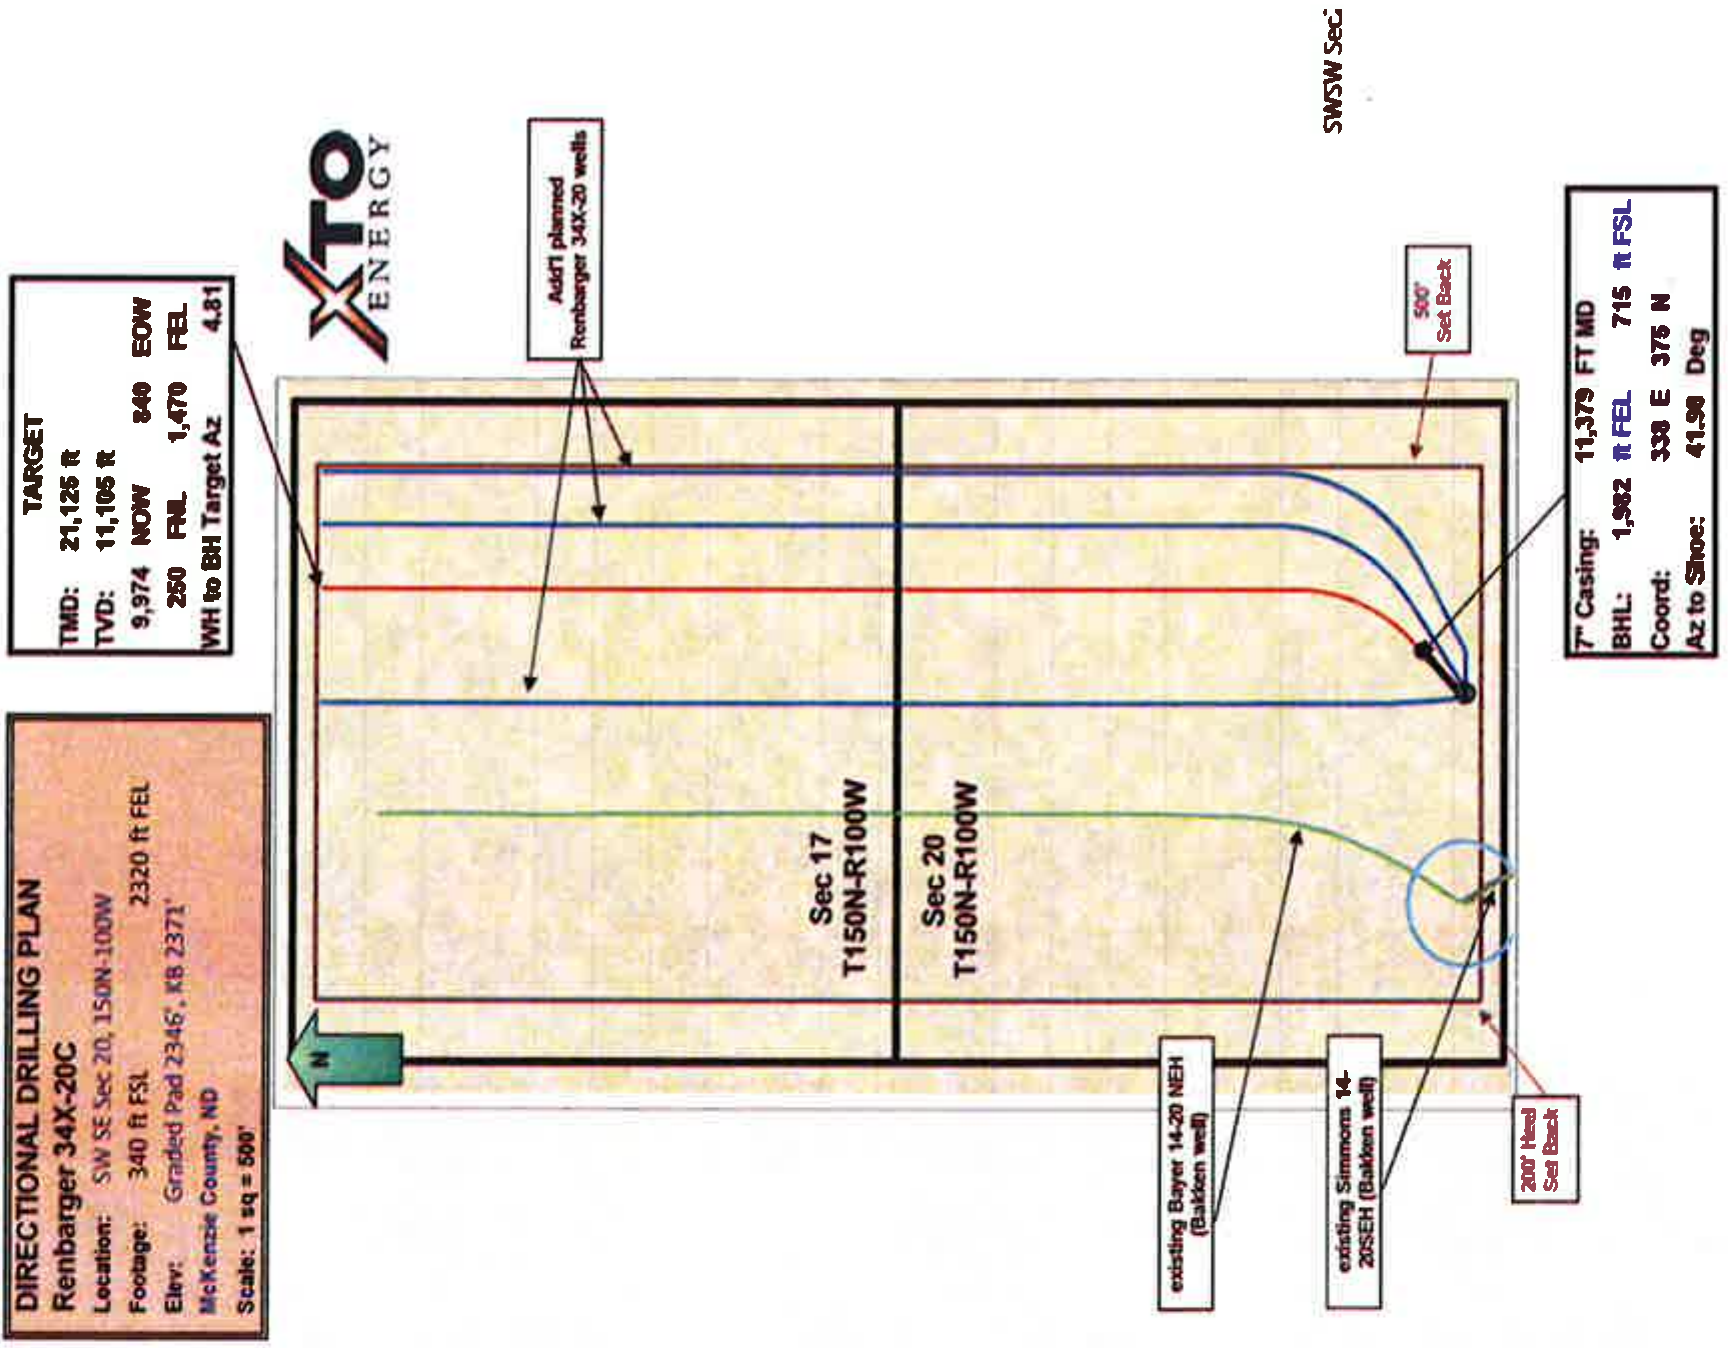 DIRECTIONAL DRILLING PLAN
Renbarger 34X-20C
Location: SW SE Sec 20, 150N-100W
Footage: 340 ft FSL 2320 ft FEL
Elev: Graded Pad 2346', KB 2371'
McKenzie County, ND
Scale: 1 sq = 500'
TARGET
TMD: 21,125 ft
TVD: 11,105 ft
9,974 NOW 840 EOW
250 FNL 1,470 FEL
WH to BH Target Az 4.81
XTO
ENERGY
N
Add'l planned
Renbarger 34X-20 wells
Sec 17
T150N-R100W
Sec 20
T150N-R100W
existing Bayer 14-20 NEH
(Bakken well)
existing Simmons 14-
20SEH (Bakken well)
200' Heel
Set Back
500'
Set Back
SWSW Sec.
7" Casing: 11,379 FT MD
BHL: 1,982 ft FEL 715 ft FSL
Coord: 338 E 375 N
Az to Shoe: 41.98 Deg